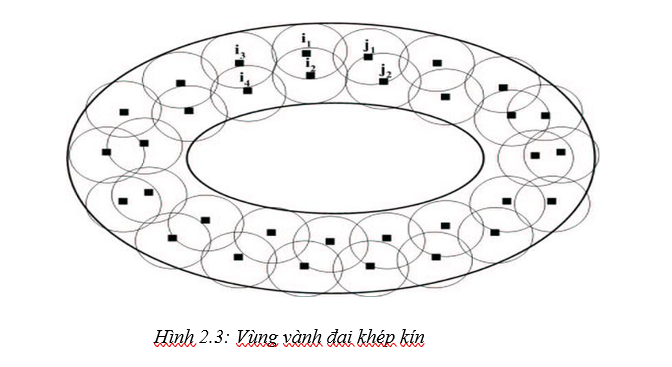 i1
j1
i3
i2
j2
i4
Hình 2.3: Vùng vành đai khép kín